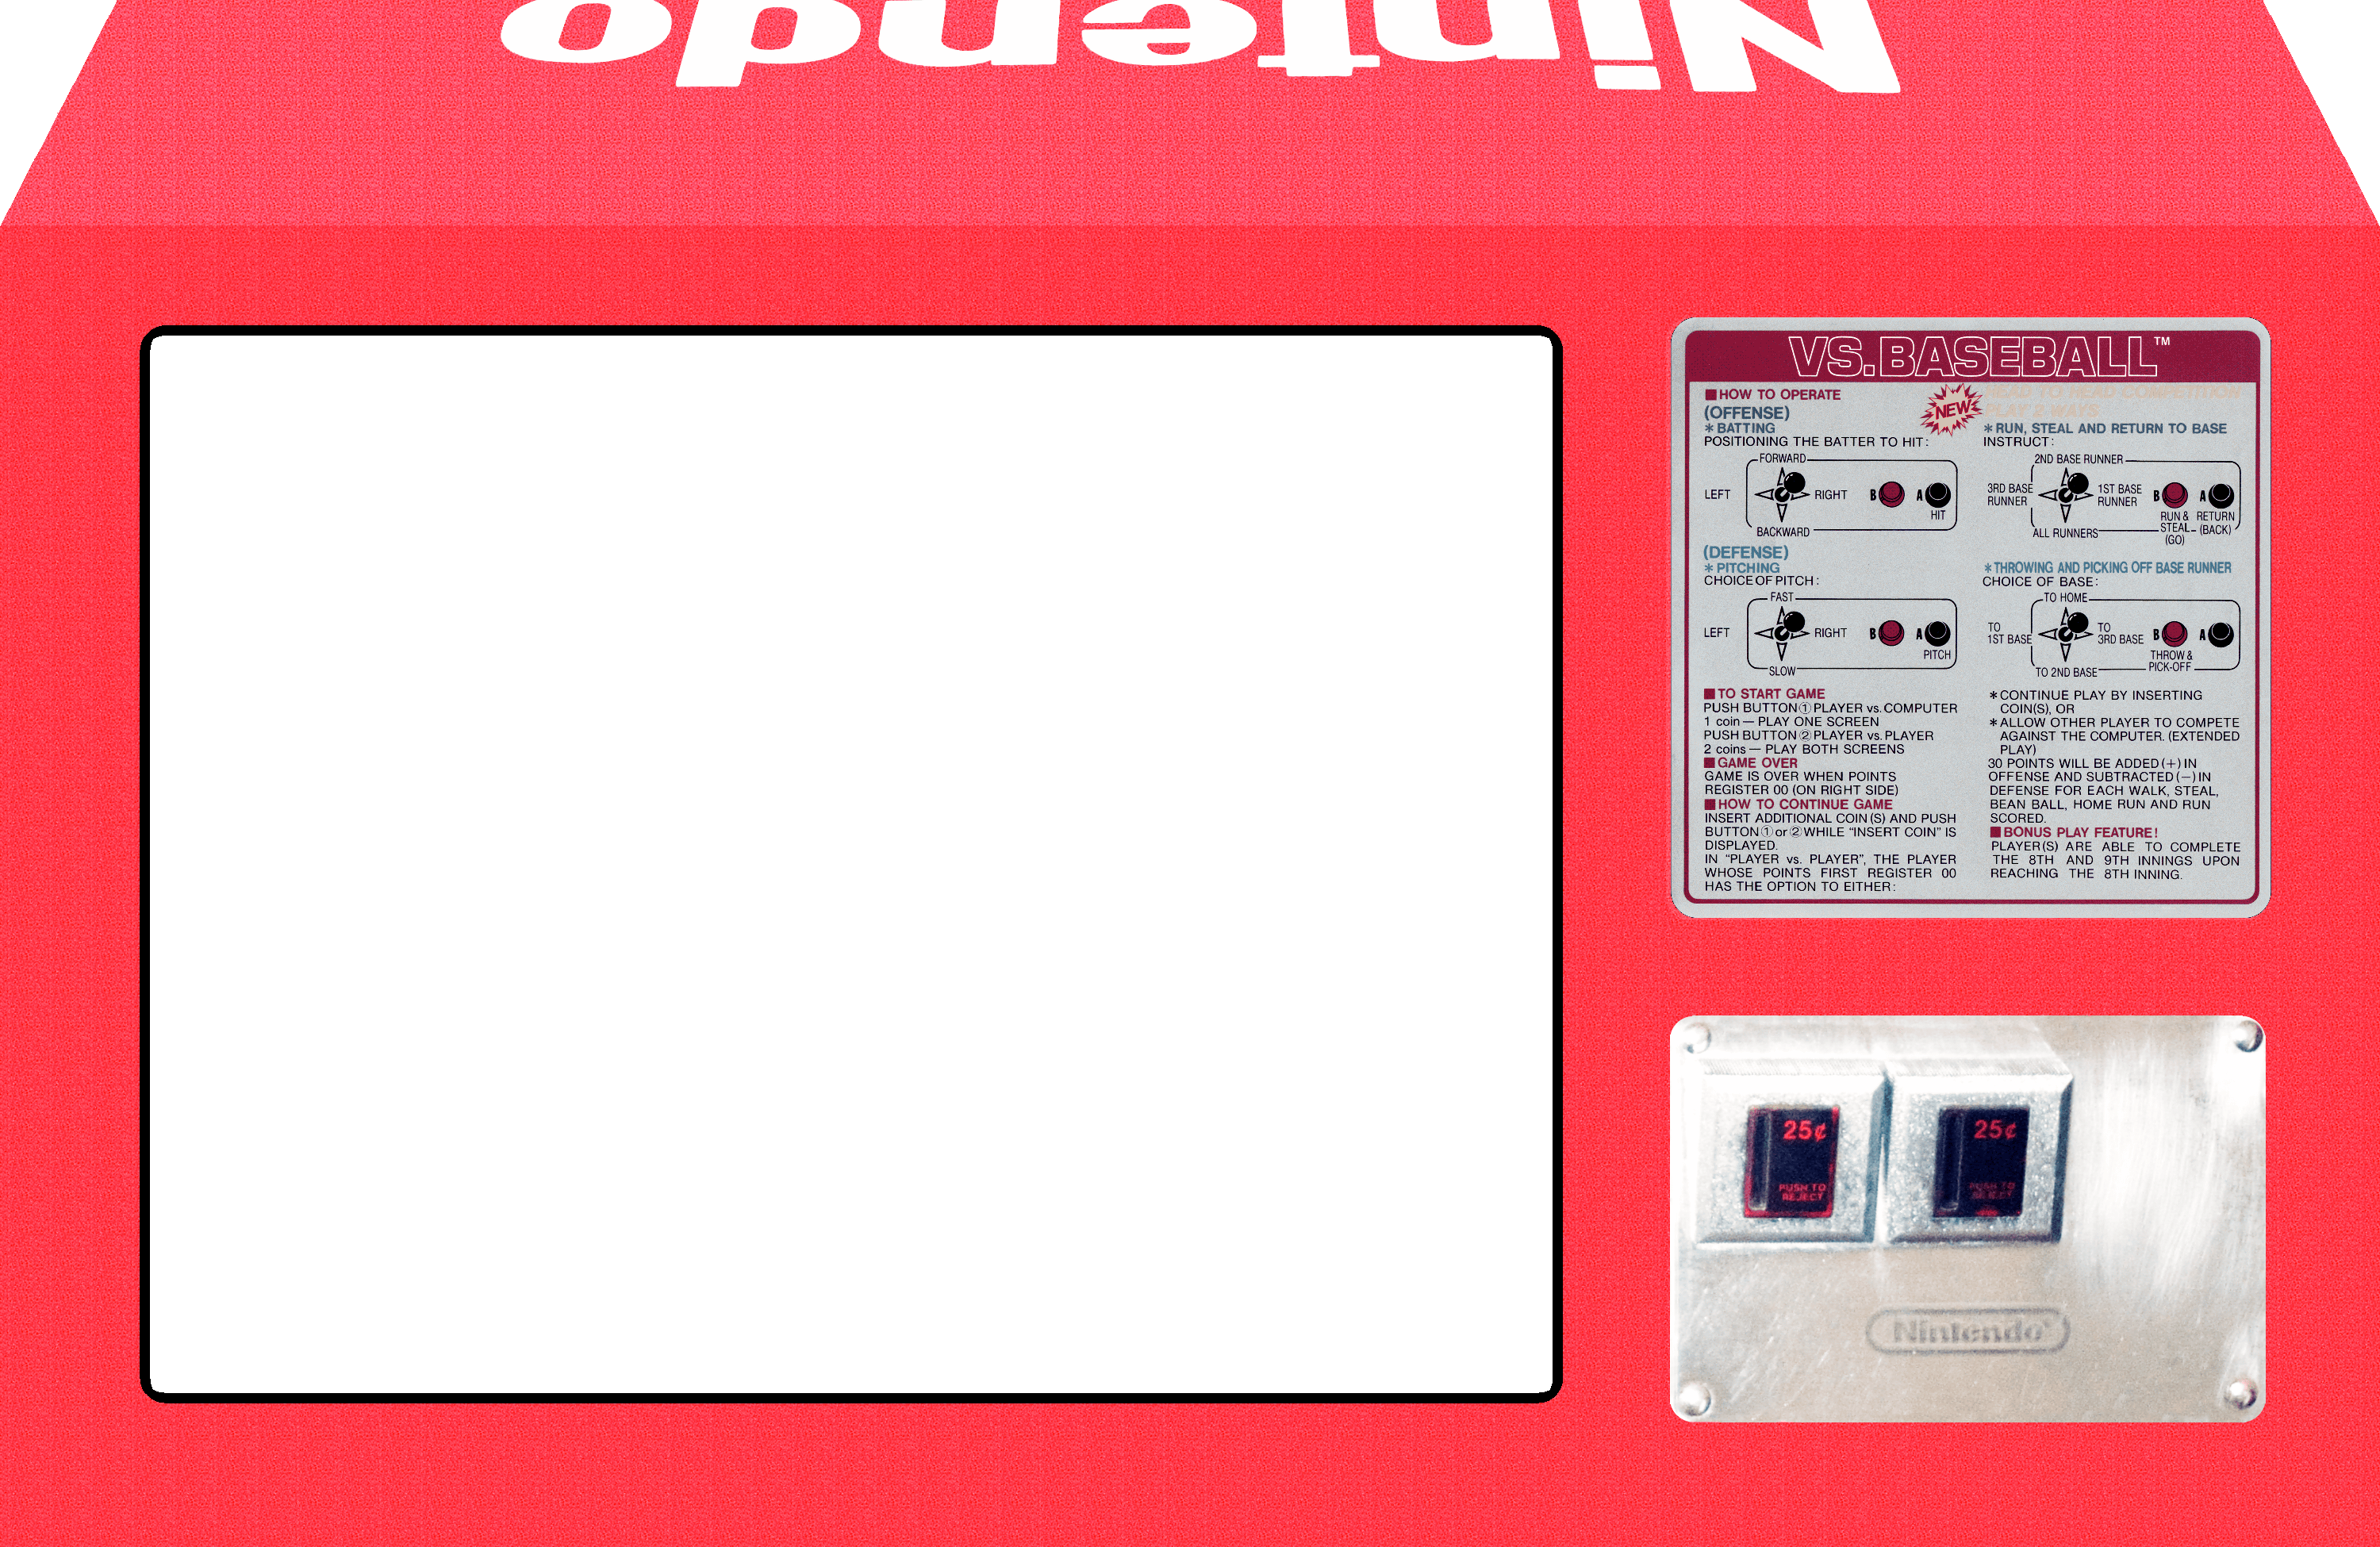 Nintendo
VS. BASEBALL™
■HOW TO OPERATE
(OFFENSE)
*BATTING
POSITIONING THE BATTER TO HIT:
FORWARD
LEFT
RIGHT
B
A
HIT
BACKWARD
(DEFENSE)
*PITCHING
CHOICE OF PITCH:
FAST
LEFT
RIGHT
B
A
PITCH
SLOW
■TO START GAME
PUSH BUTTON ① PLAYER vs. COMPUTER
1 coin — PLAY ONE SCREEN
PUSH BUTTON ② PLAYER vs. PLAYER
2 coins — PLAY BOTH SCREENS
■GAME OVER
GAME IS OVER WHEN POINTS
REGISTER 00 (ON RIGHT SIDE)
■HOW TO CONTINUE GAME
INSERT ADDITIONAL COIN(S) AND PUSH
BUTTON ① or ② WHILE “INSERT COIN” IS
DISPLAYED.
IN “PLAYER vs. PLAYER”, THE PLAYER
WHOSE POINTS FIRST REGISTER 00
HAS THE OPTION TO EITHER:
NEW
HEAD TO HEAD COMPETITION
PLAY 2 WAYS
*RUN, STEAL AND RETURN TO BASE
INSTRUCT:
2ND BASE RUNNER
3RD BASE
RUNNER
1ST BASE
RUNNER
B
A
RUN &
STEAL
(GO)
RETURN
(BACK)
ALL RUNNERS
*THROWING AND PICKING OFF BASE RUNNER
CHOICE OF BASE:
TO HOME
TO
1ST BASE
TO
3RD BASE
B
A
THROW &
PICK-OFF
TO 2ND BASE
*CONTINUE PLAY BY INSERTING
COIN(S), OR
*ALLOW OTHER PLAYER TO COMPETE
AGAINST THE COMPUTER. (EXTENDED
PLAY)
30 POINTS WILL BE ADDED (+) IN
OFFENSE AND SUBTRACTED (−) IN
DEFENSE FOR EACH WALK, STEAL,
BEAN BALL, HOME RUN AND RUN
SCORED.
■BONUS PLAY FEATURE!
PLAYER(S) ARE ABLE TO COMPLETE
THE 8TH AND 9TH INNINGS UPON
REACHING THE 8TH INNING.
25¢
PUSH TO
REJECT
25¢
PUSH TO
REJECT
Nintendo®